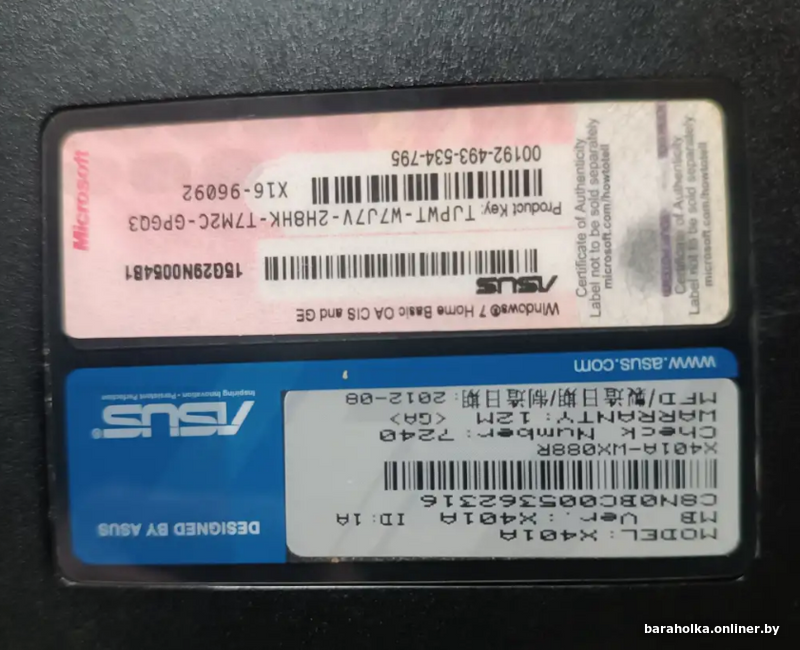 MODEL: X401A
MB Ver.: X401A ID:1A
C8N0BC005362316
X401A-WX088R
Check Number: 7240
WARRANTY: 12M <GA>
MFD/製造日期/制造日期: 2012-08
DESIGNED BY ASUS
ASUS®
Inspiring Innovation • Persistent Perfection
www.asus.com
Windows® 7 Home Basic OA CIS and GE
ASUS
15G29N005481
Product Key: TJPWT-W7J7V-2H8HK-T7M2C-GPGQ3
X16-96092
00192-493-534-795
Microsoft
Certificate of Authenticity
Label not to be sold separately
microsoft.com/howtotell
Certificate of Authenticity
Label not to be sold separately
microsoft.com/howtotell
baraholka.onliner.by